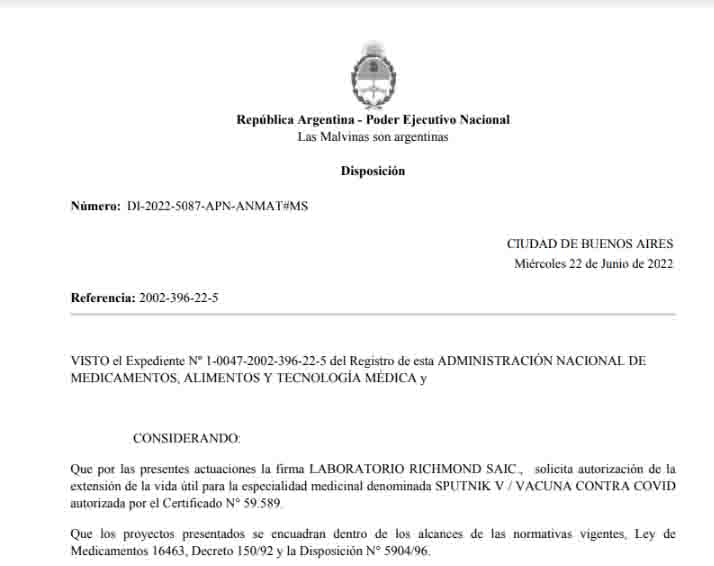 República Argentina - Poder Ejecutivo Nacional
Las Malvinas son argentinas
Disposición
Número: DI-2022-5087-APN-ANMAT#MS
CIUDAD DE BUENOS AIRES
Miércoles 22 de Junio de 2022
Referencia: 2002-396-22-5
VISTO el Expediente Nº 1-0047-2002-396-22-5 del Registro de esta ADMINISTRACIÓN NACIONAL DE
MEDICAMENTOS, ALIMENTOS Y TECNOLOGÍA MÉDICA y
CONSIDERANDO:
Que por las presentes actuaciones la firma LABORATORIO RICHMOND SAIC., solicita autorización de la
extensión de la vida útil para la especialidad medicinal denominada SPUTNIK V / VACUNA CONTRA COVID
autorizada por el Certificado N° 59.589.
Que los proyectos presentados se encuadran dentro de los alcances de las normativas vigentes, Ley de
Medicamentos 16463, Decreto 150/92 y la Disposición N° 5904/96.